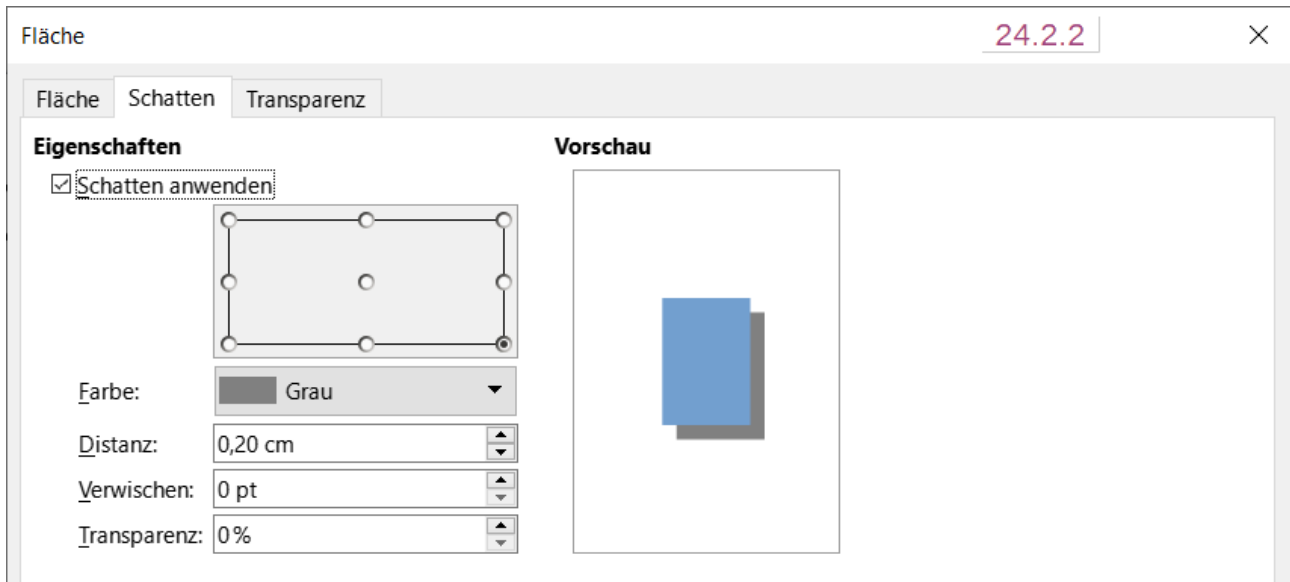 Fläche
24.2.2
Fläche Schatten Transparenz
Eigenschaften
Vorschau
Schatten anwenden
Farbe: Grau
Distanz: 0,20 cm
Verwischen: 0 pt
Transparenz: 0%